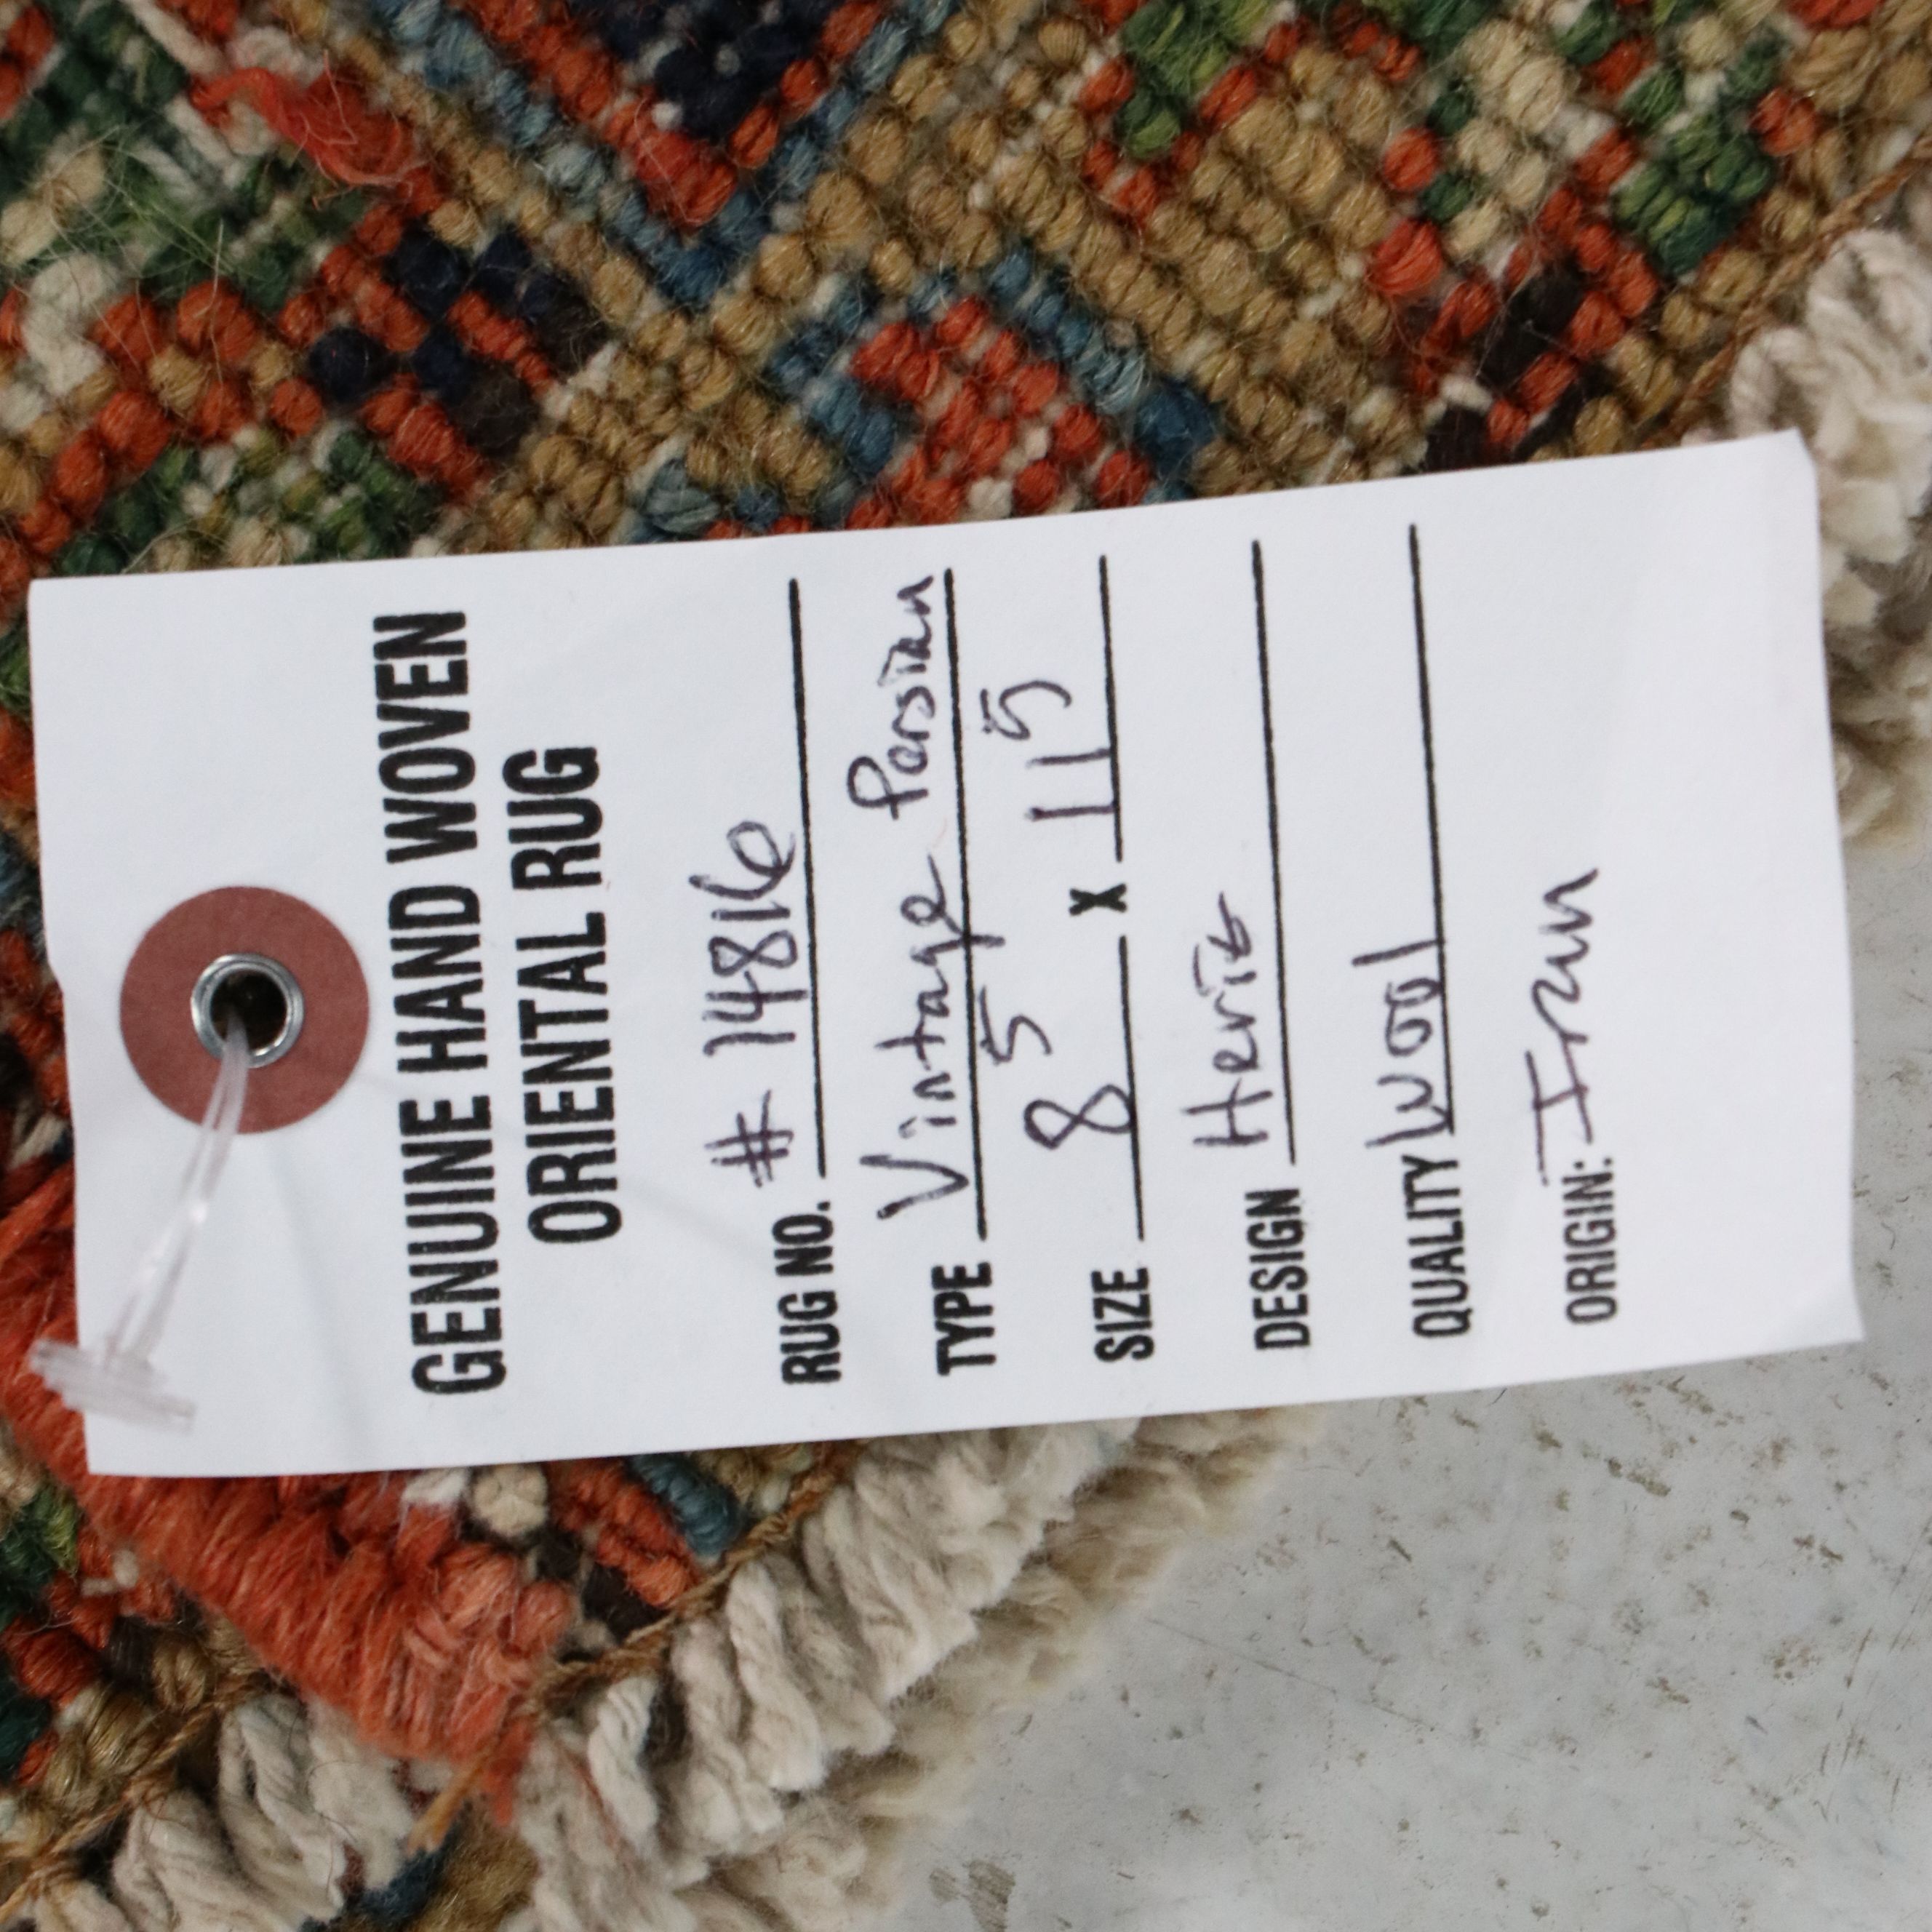 GENUINE HAND WOVEN
ORIENTAL RUG
RUG NO. # 14816
TYPE Vintage Persian
SIZE 8 5 X 11 5
DESIGN Heriz
QUALITY Wool
ORIGIN: Iran